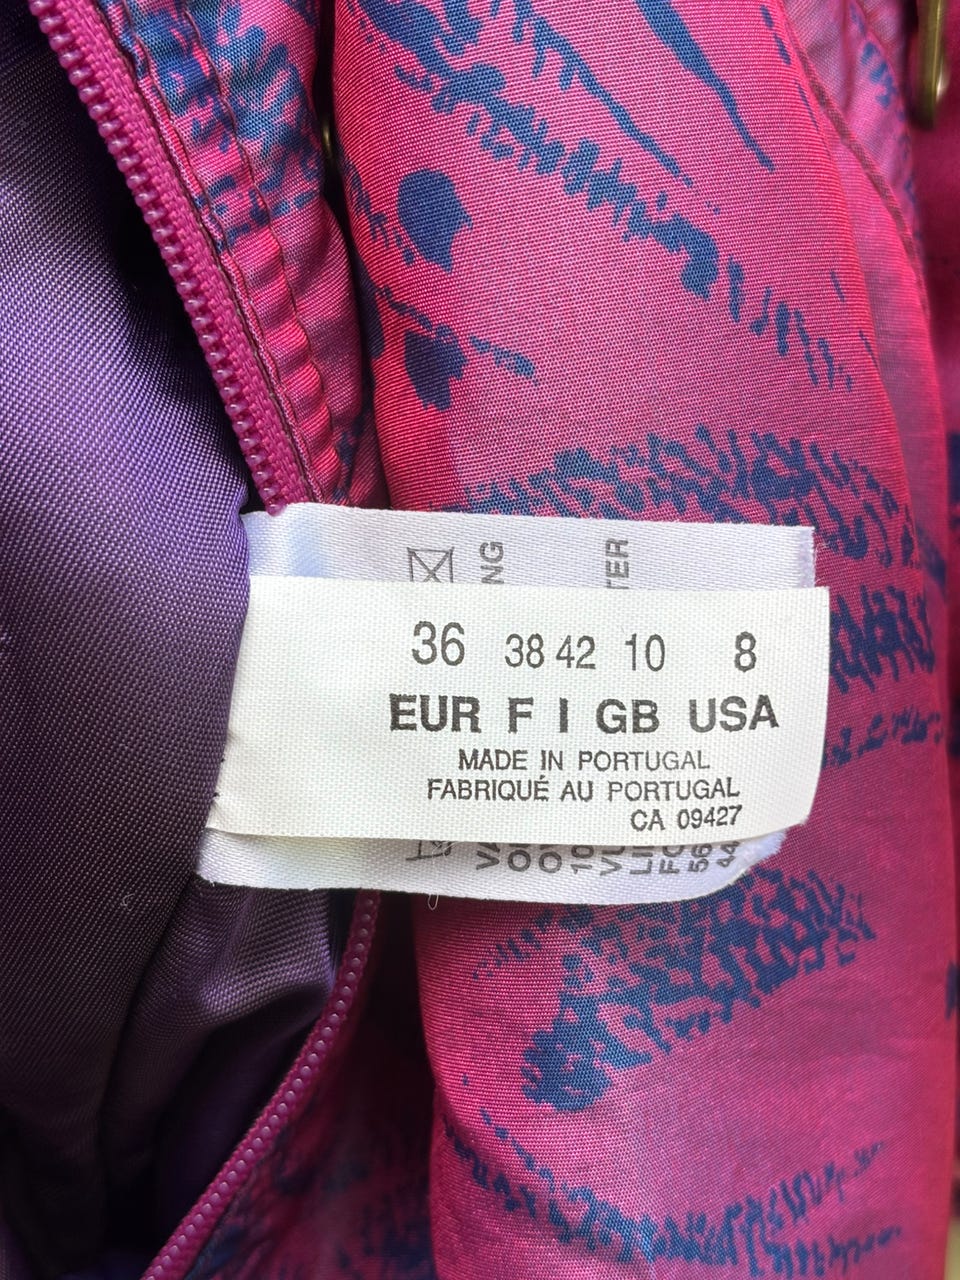 36 38 42 10 8
EUR F I GB USA
MADE IN PORTUGAL
FABRIQUÉ AU PORTUGAL
CA 09427